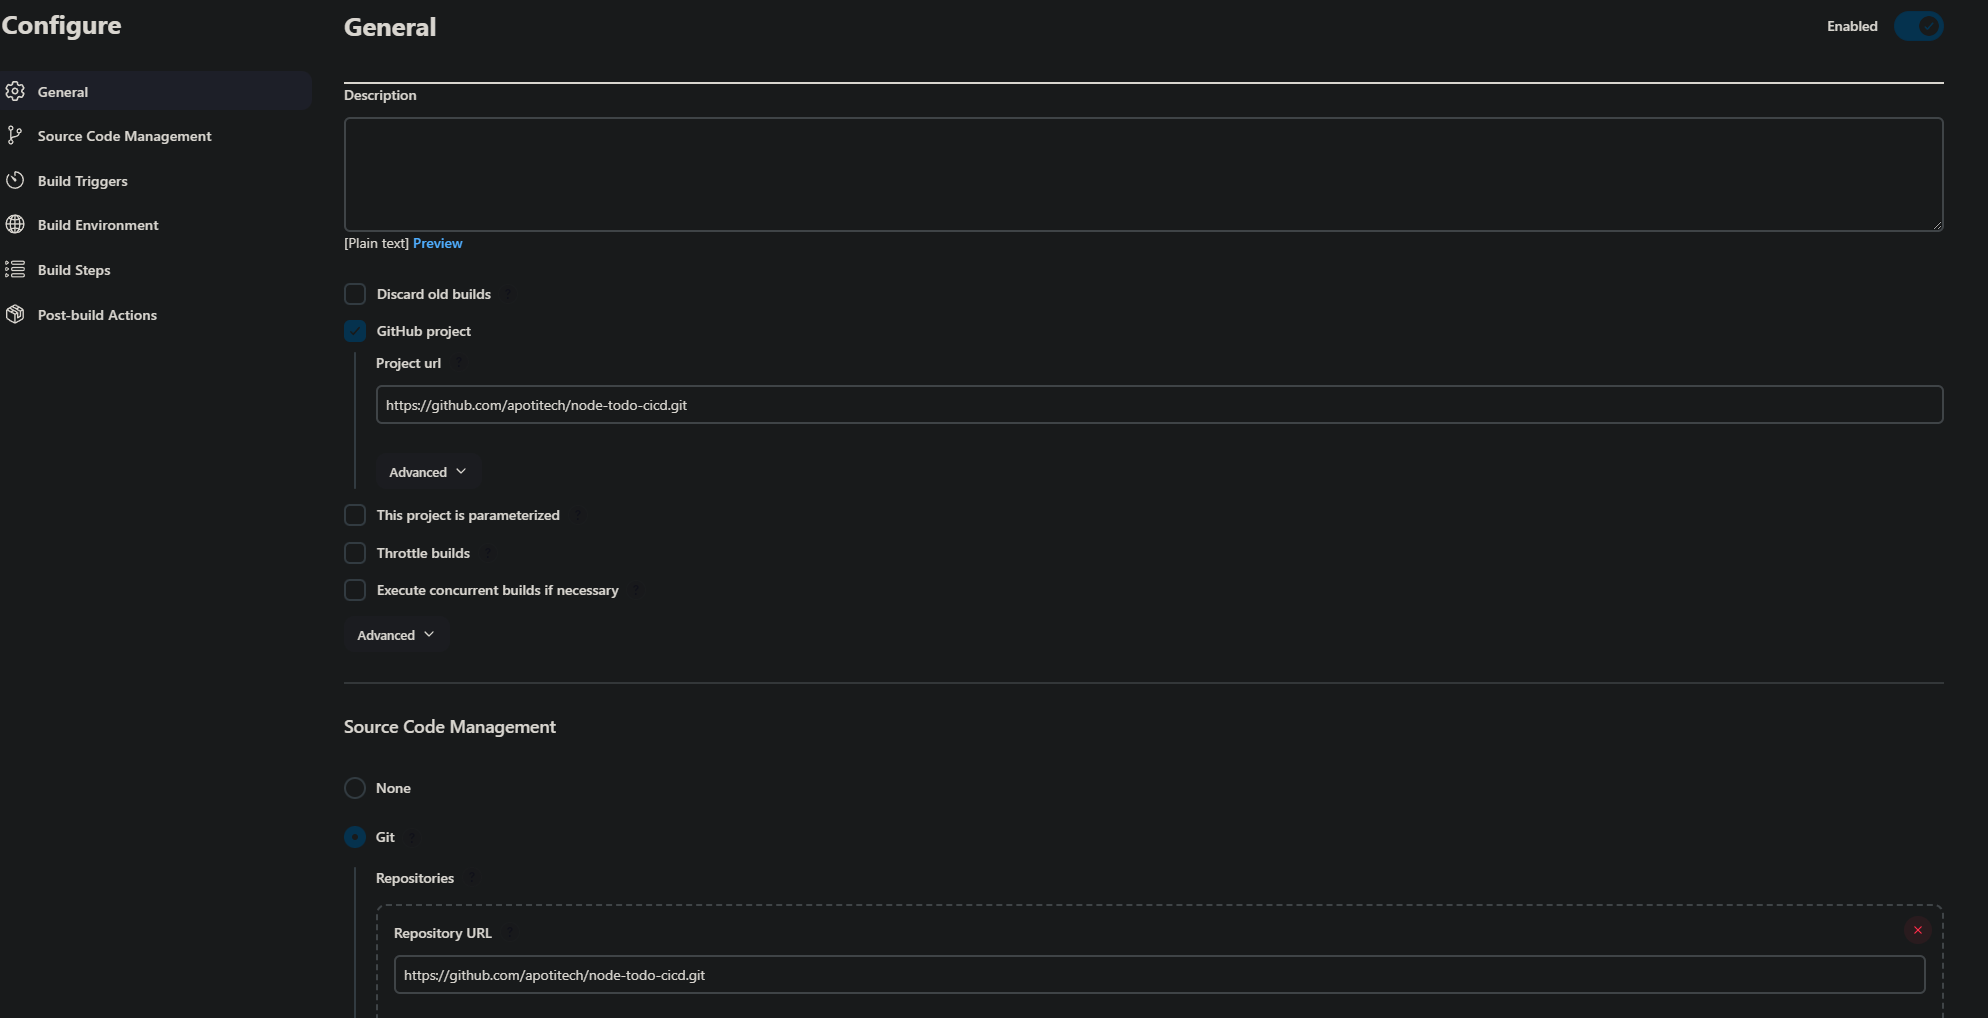 Configure
General
Source Code Management
Build Triggers
Build Environment
Build Steps
Post-build Actions
General
Enabled
Description
[Plain text] Preview
Discard old builds ?
GitHub project
Project url ?
https://github.com/apotitech/node-todo-cicd.git
Advanced
This project is parameterized ?
Throttle builds ?
Execute concurrent builds if necessary ?
Advanced
Source Code Management
None
Git ?
Repositories ?
Repository URL ?
https://github.com/apotitech/node-todo-cicd.git